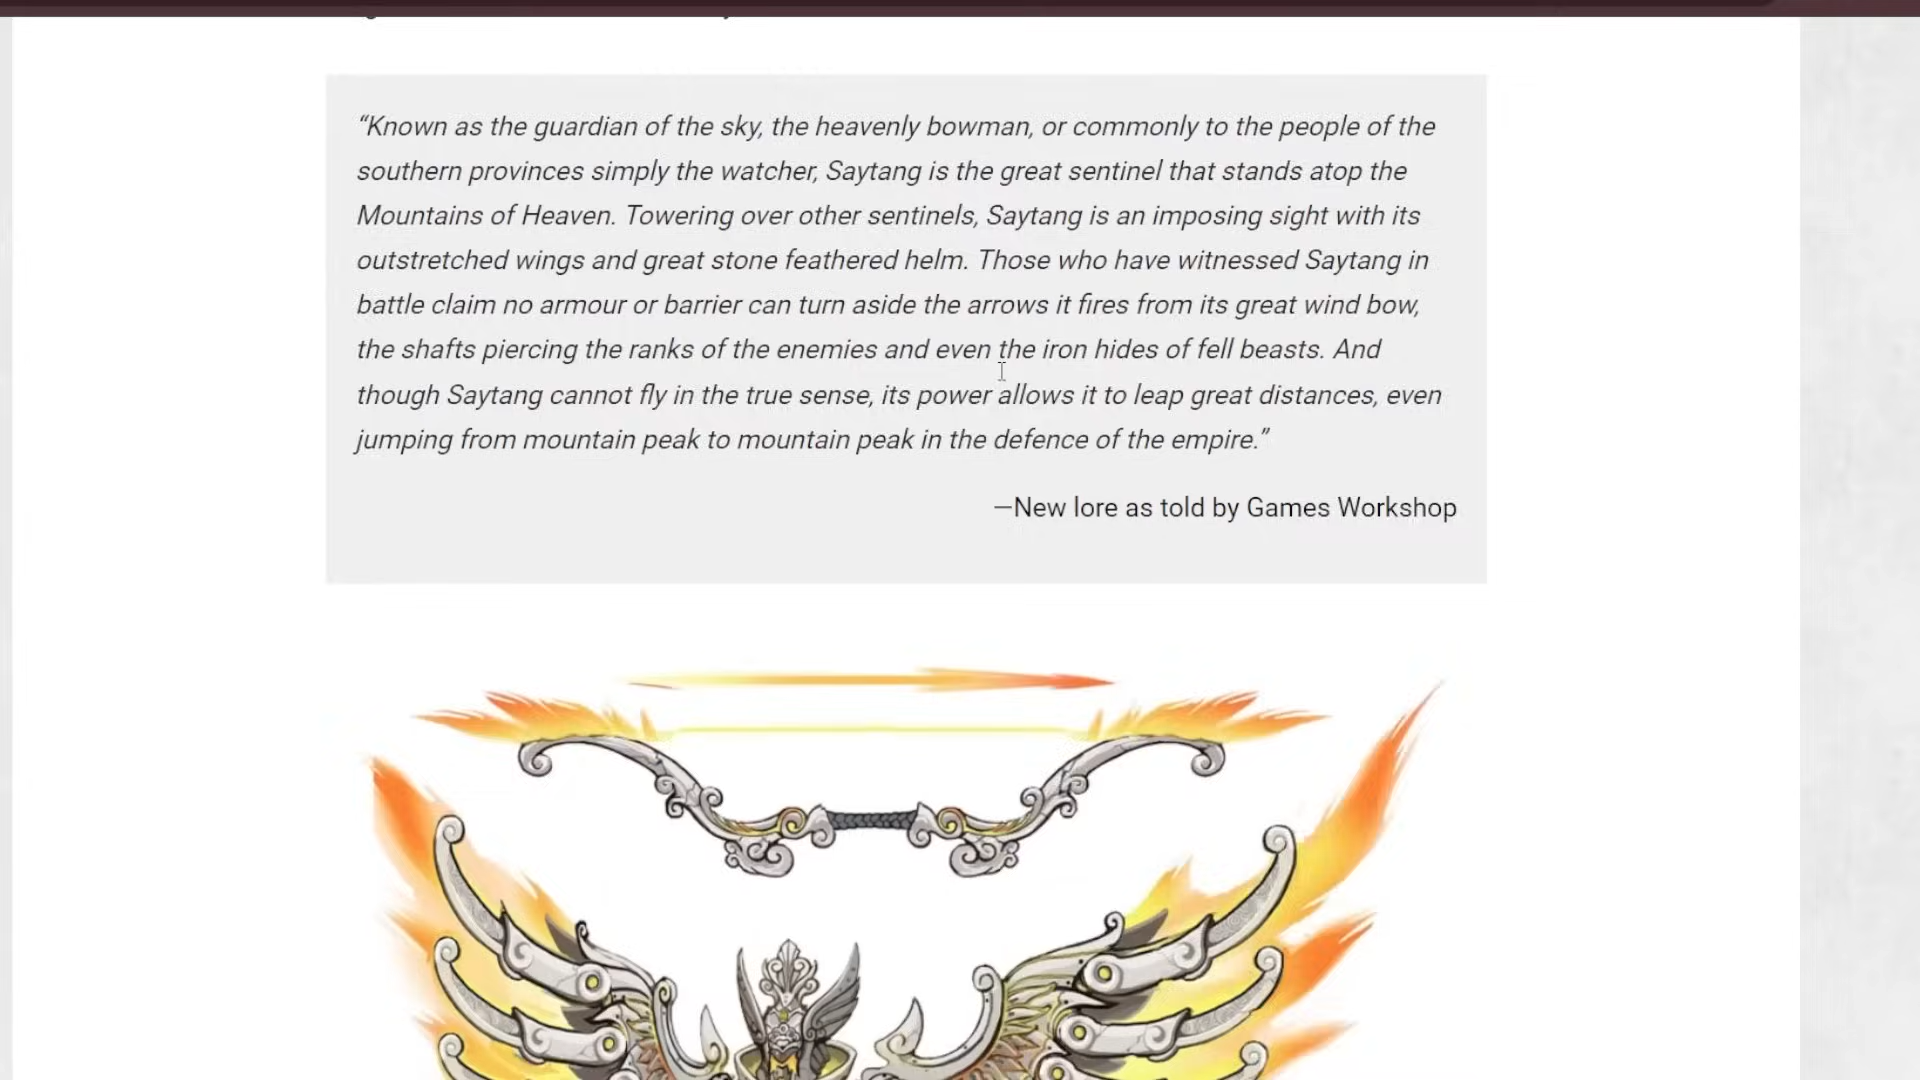 “Known as the guardian of the sky, the heavenly bowman, or commonly to the people of the
southern provinces simply the watcher, Saytang is the great sentinel that stands atop the
Mountains of Heaven. Towering over other sentinels, Saytang is an imposing sight with its
outstretched wings and great stone feathered helm. Those who have witnessed Saytang in
battle claim no armour or barrier can turn aside the arrows it fires from its great wind bow,
the shafts piercing the ranks of the enemies and even the iron hides of fell beasts. And
though Saytang cannot fly in the true sense, its power allows it to leap great distances, even
jumping from mountain peak to mountain peak in the defence of the empire.”
—New lore as told by Games Workshop